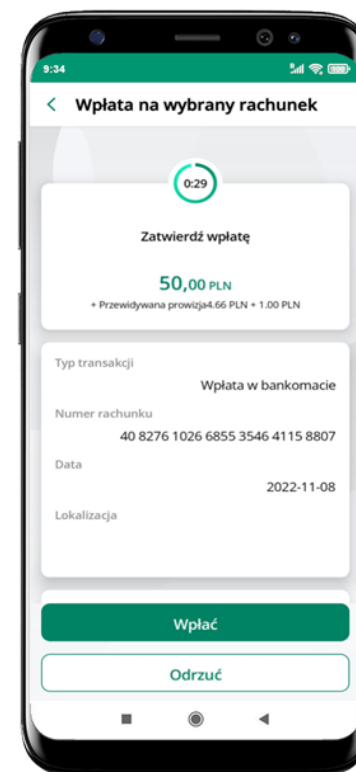 9:34
Wpłata na wybrany rachunek
0:29
Zatwierdź wpłatę
50,00 PLN
+ Przewidywana prowizja4.66 PLN + 1.00 PLN
Typ transakcji
Wpłata w bankomacie
Numer rachunku
40 8276 1026 6855 3546 4115 8807
Data
2022-11-08
Lokalizacja
Wpłać
Odrzuć